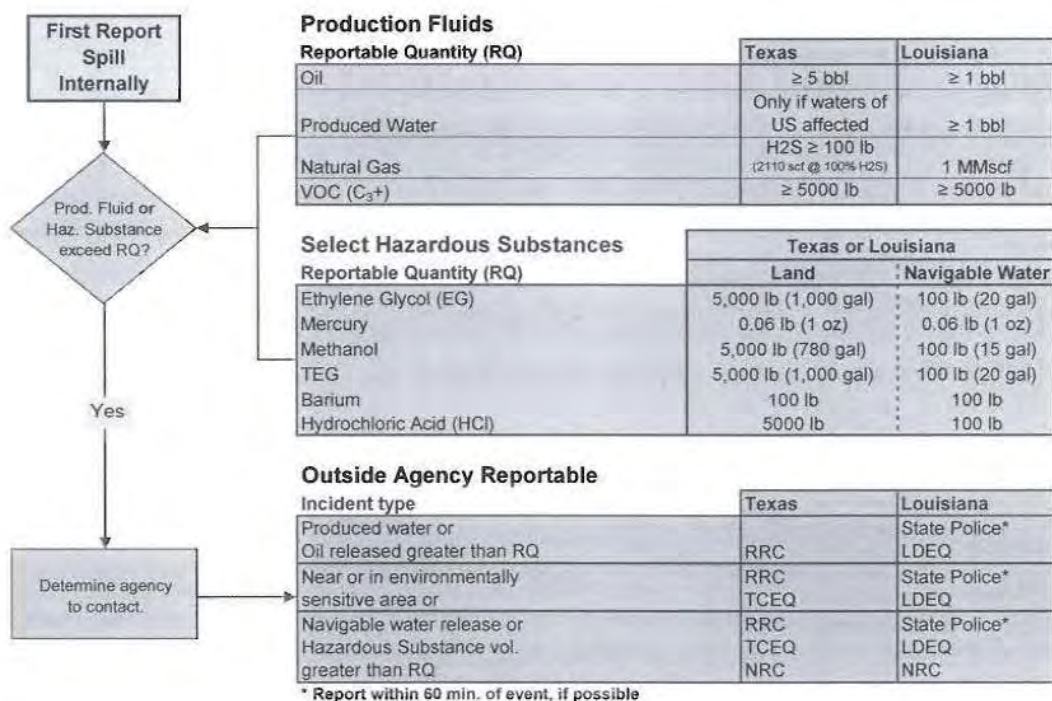 First Report
Spill
Internally
Prod. Fluid or
Haz. Substance
exceed RQ?
Yes
Determine agency
to contact.
Production Fluids
Reportable Quantity (RQ) Texas Louisiana
Oil ≥ 5 bbl ≥ 1 bbl
Only if waters of
Produced Water US affected ≥ 1 bbl
H2S ≥ 100 lb
Natural Gas (2110 scf @ 100% H2S) 1 MMscf
VOC (C₃+) ≥ 5000 lb ≥ 5000 lb
Select Hazardous Substances Texas or Louisiana
Reportable Quantity (RQ) Land Navigable Water
Ethylene Glycol (EG) 5,000 lb (1,000 gal) 100 lb (20 gal)
Mercury 0.06 lb (1 oz) 0.06 lb (1 oz)
Methanol 5,000 lb (780 gal) 100 lb (15 gal)
TEG 5,000 lb (1,000 gal) 100 lb (20 gal)
Barium 100 lb 100 lb
Hydrochloric Acid (HCl) 5000 lb 100 lb
Outside Agency Reportable
Incident type Texas Louisiana
Produced water or State Police*
Oil released greater than RQ RRC LDEQ
Near or in environmentally RRC State Police*
sensitive area or TCEQ LDEQ
Navigable water release or RRC State Police*
Hazardous Substance vol. TCEQ LDEQ
greater than RQ NRC NRC
* Report within 60 min. of event, if possible